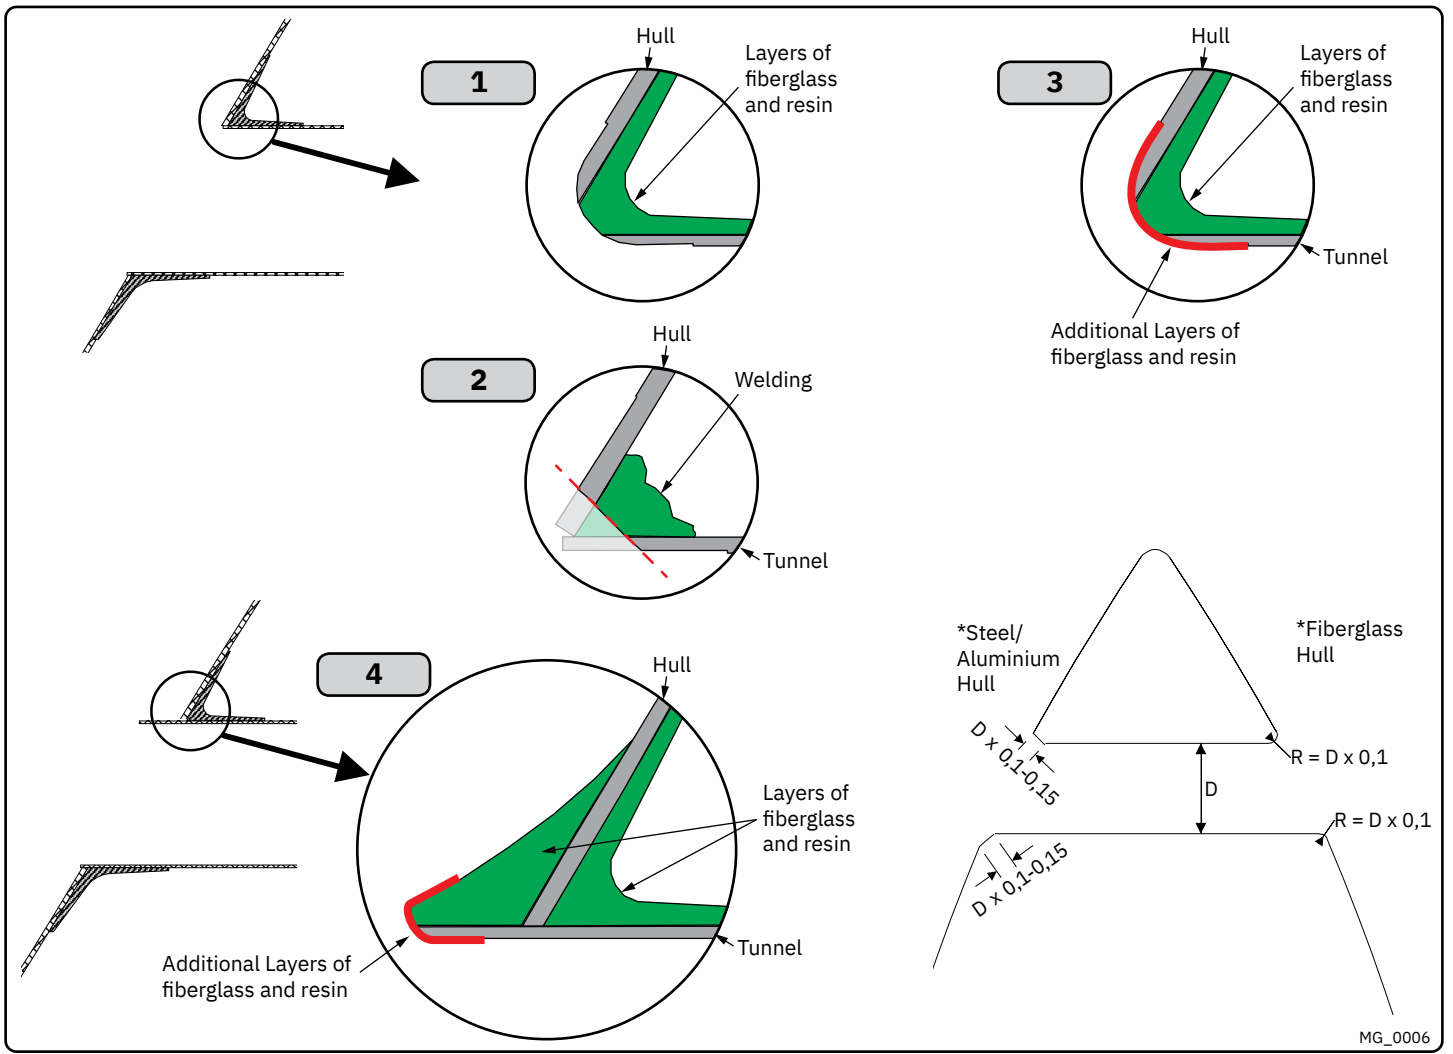 1
Hull
Layers of
fiberglass
and resin
3
Hull
Layers of
fiberglass
and resin
Tunnel
Additional Layers of
fiberglass and resin
2
Hull
Welding
Tunnel
4
Hull
Layers of
fiberglass
and resin
Tunnel
Additional Layers of
fiberglass and resin
*Steel/
Aluminium
Hull
*Fiberglass
Hull
D x 0,1-0,15
R = D x 0,1
D
R = D x 0,1
D x 0,1-0,15
MG_0006